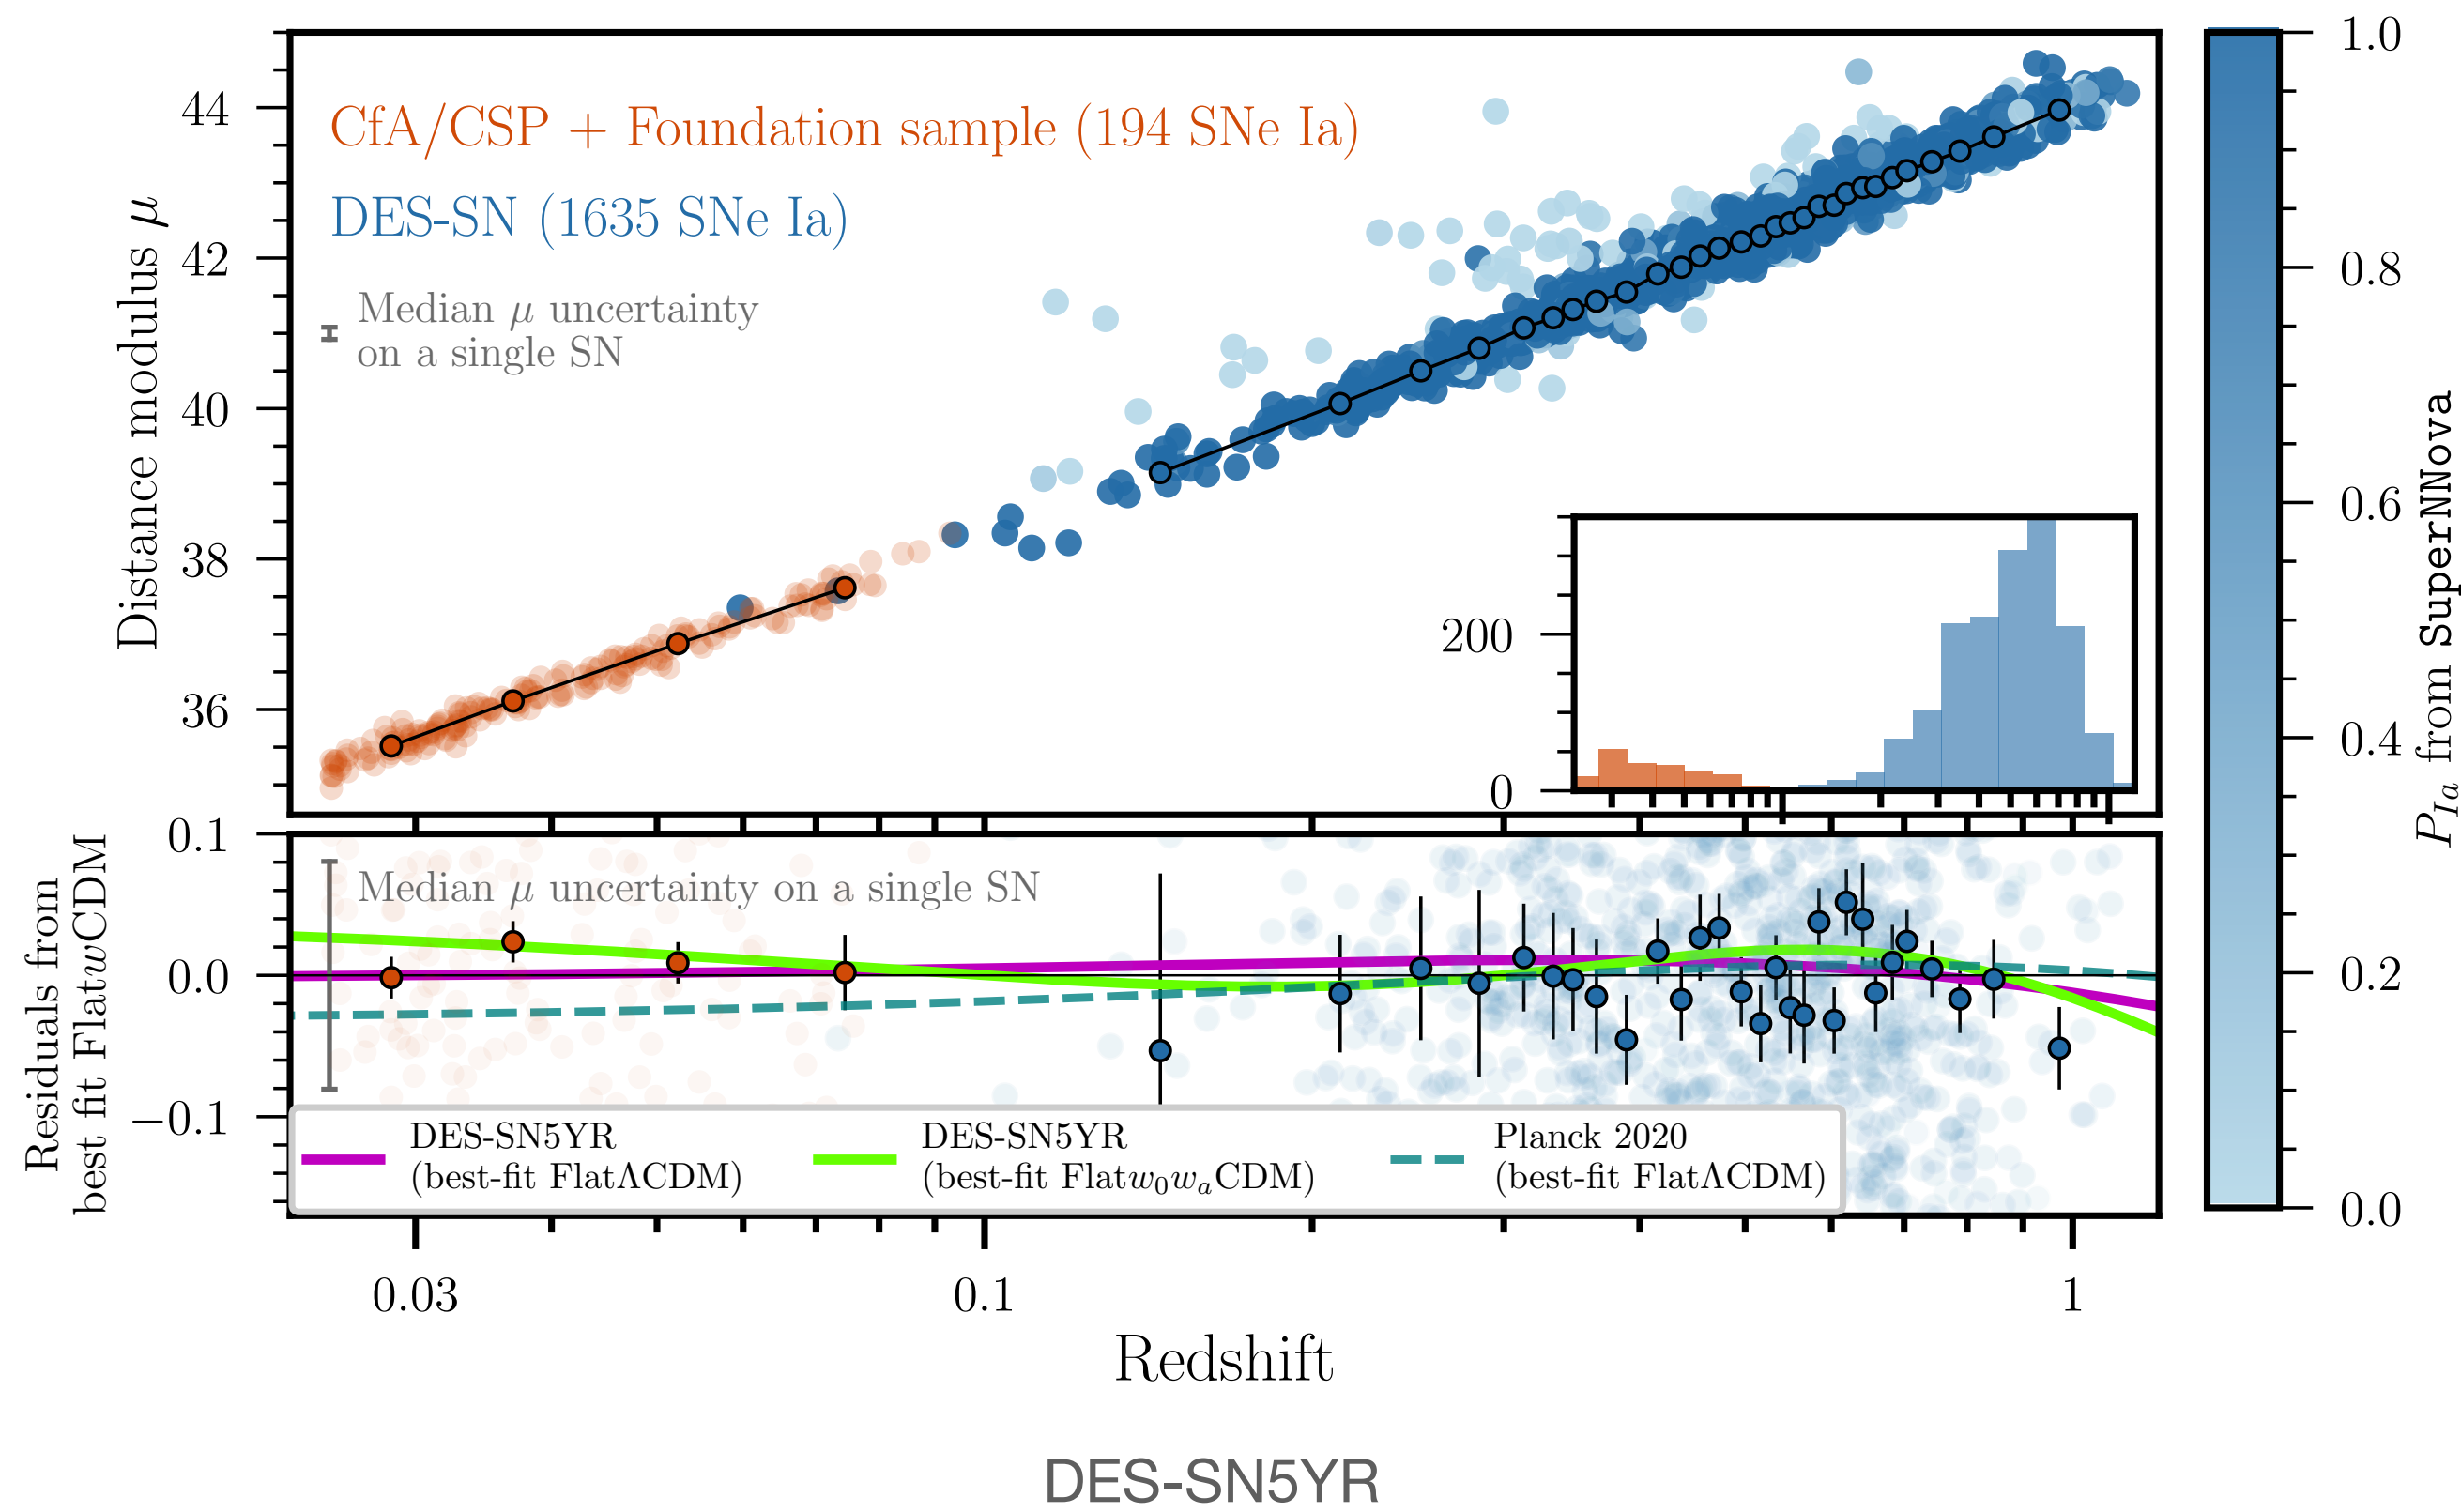 CfA/CSP + Foundation sample (194 SNe Ia)
DES-SN (1635 SNe Ia)
Median μ uncertainty
on a single SN
Distance modulus μ
44
42
40
38
36
200
0
1.0
0.8
0.6
0.4
0.2
0.0
P_Ia from SuperNNova
Residuals from
best fit FlatwCDM
0.1
0.0
−0.1
Median μ uncertainty on a single SN
DES-SN5YR
(best-fit FlatΛCDM)
DES-SN5YR
(best-fit Flatw₀wₐCDM)
Planck 2020
(best-fit FlatΛCDM)
0.03
0.1
1
Redshift
DES-SN5YR